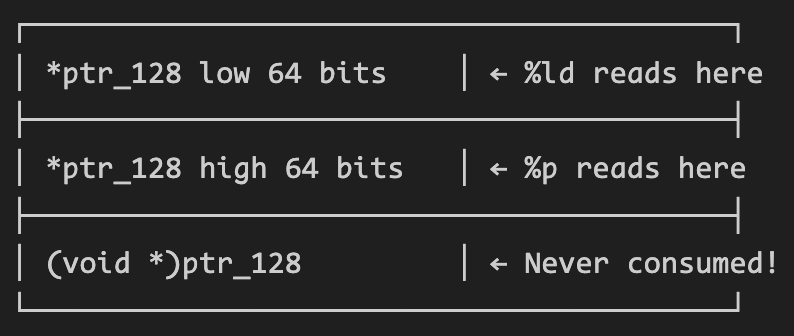 *ptr_128 low 64 bits ← %ld reads here
*ptr_128 high 64 bits ← %p reads here
(void *)ptr_128 ← Never consumed!